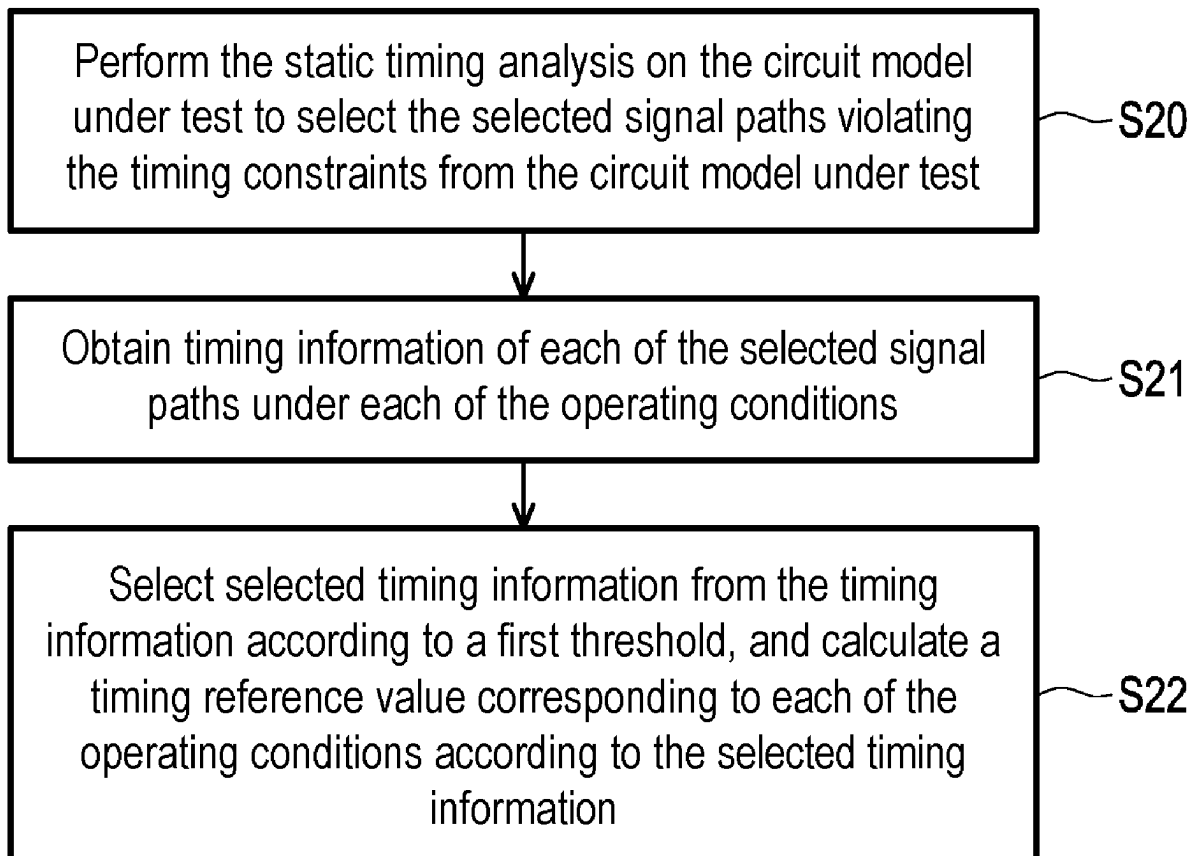 Perform the static timing analysis on the circuit model
under test to select the selected signal paths violating
the timing constraints from the circuit model under test
S20
Obtain timing information of each of the selected signal
paths under each of the operating conditions
S21
Select selected timing information from the timing
information according to a first threshold, and calculate a
timing reference value corresponding to each of the
operating conditions according to the selected timing
information
S22